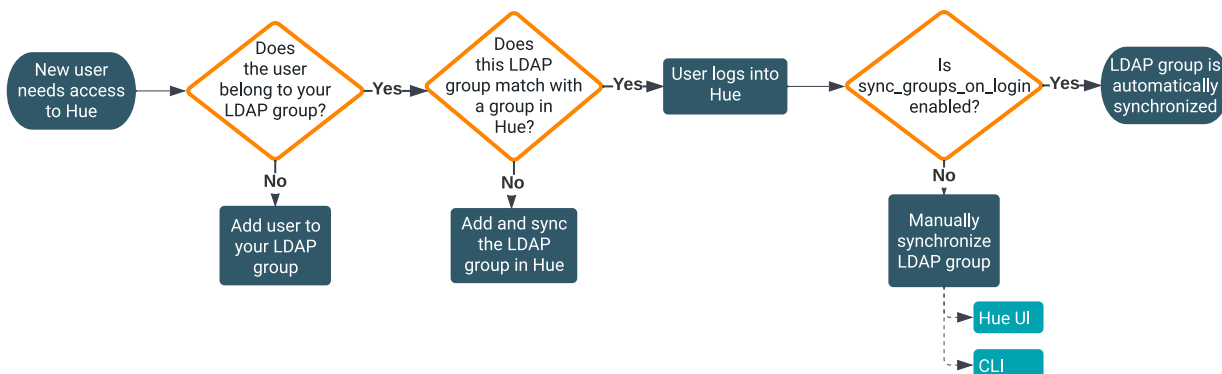 New user
needs access
to Hue
Does
the user
belong to your
LDAP group?
Yes
No
Add user to
your LDAP
group
Does
this LDAP
group match with
a group in
Hue?
Yes
No
Add and sync
the LDAP
group in Hue
User logs into
Hue
Is
sync_groups_on_login
enabled?
Yes
LDAP group is
automatically
synchronized
No
Manually
synchronize
LDAP group
Hue UI
CLI